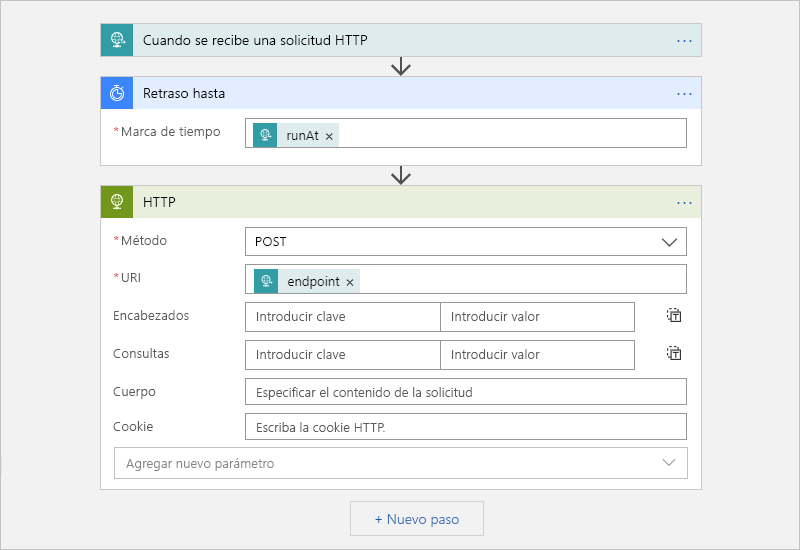 Cuando se recibe una solicitud HTTP ...
Retraso hasta ...
*Marca de tiempo runAt ×
HTTP ...
*Método POST
*URI endpoint ×
Encabezados Introducir clave Introducir valor
Consultas Introducir clave Introducir valor
Cuerpo Especificar el contenido de la solicitud
Cookie Escriba la cookie HTTP.
Agregar nuevo parámetro
+ Nuevo paso